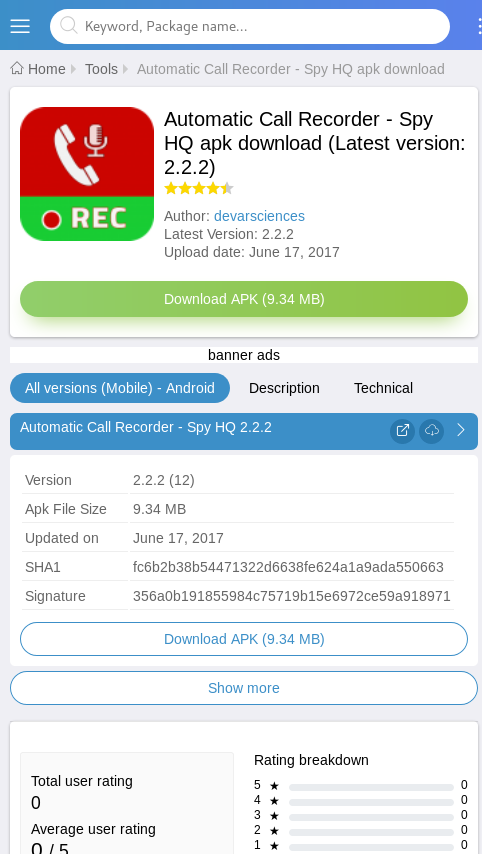 Keyword, Package name...
Home Tools Automatic Call Recorder - Spy HQ apk download
REC
Automatic Call Recorder - Spy
HQ apk download (Latest version:
2.2.2)
Author: devarsciences
Latest Version: 2.2.2
Upload date: June 17, 2017
Download APK (9.34 MB)
banner ads
All versions (Mobile) - Android Description Technical
Automatic Call Recorder - Spy HQ 2.2.2
Version 2.2.2 (12)
Apk File Size 9.34 MB
Updated on June 17, 2017
SHA1 fc6b2b38b54471322d6638fe624a1a9ada550663
Signature 356a0b191855984c75719b15e6972ce59a918971
Download APK (9.34 MB)
Show more
Total user rating
0
Average user rating
0 / 5
Rating breakdown
5 ★ 0
4 ★ 0
3 ★ 0
2 ★ 0
1 ★ 0